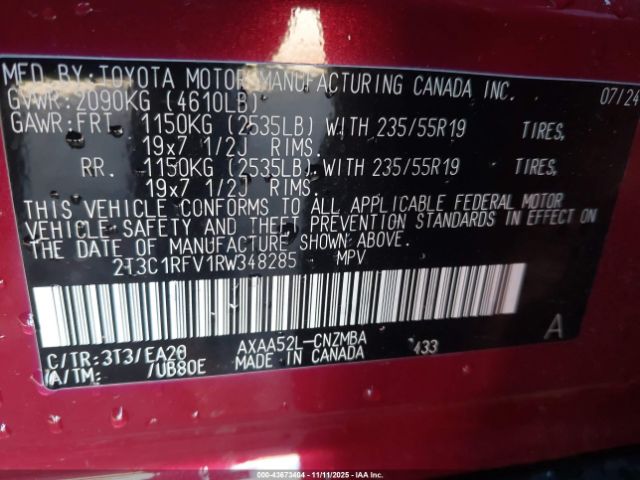 MFD. BY: TOYOTA MOTOR MANUFACTURING CANADA INC.
GVWR: 2090KG (4610LB) 07/24
GAWR: FRT 1150KG (2535LB) WITH 235/55R19 TIRES,
19x7 1/2J RIMS.
RR. 1150KG (2535LB) WITH 235/55R19 TIRES,
19x7 1/2J RIMS.
THIS VEHICLE CONFORMS TO ALL APPLICABLE FEDERAL MOTOR
VEHICLE SAFETY AND THEFT PREVENTION STANDARDS IN EFFECT ON
THE DATE OF MANUFACTURE SHOWN ABOVE.
2T3C1RFV1RW348285 MPV
C/TR: 3T3/EA20 AXAA52L-CNZMBA 433 A
A/TM: /UB80E MADE IN CANADA
000-43673404 - 11/11/2025 - IAAI.COM